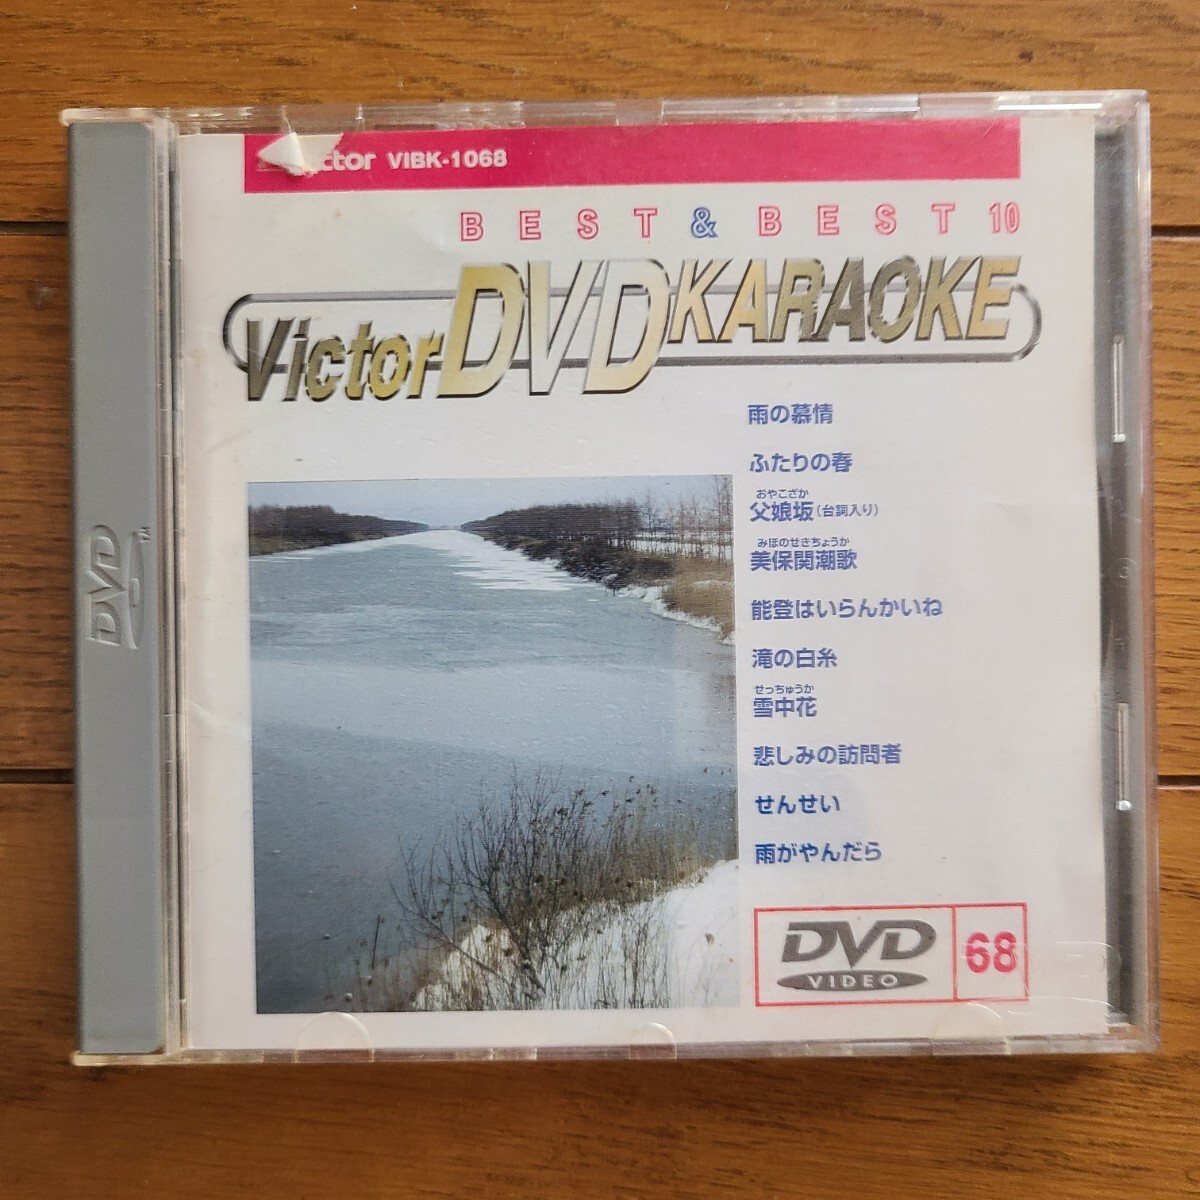 VIBK-1068
BEST & BEST 10
Victor DVD KARAOKE
雨の慕情
ふたりの春
おやこざか
父娘坂(台詞入り)
みほのせきちょうか
美保関潮歌
能登はいらんかいね
滝の白糸
せっちゅうか
雪中花
悲しみの訪問者
せんせい
雨がやんだら
DVD
VIDEO
68
DVD